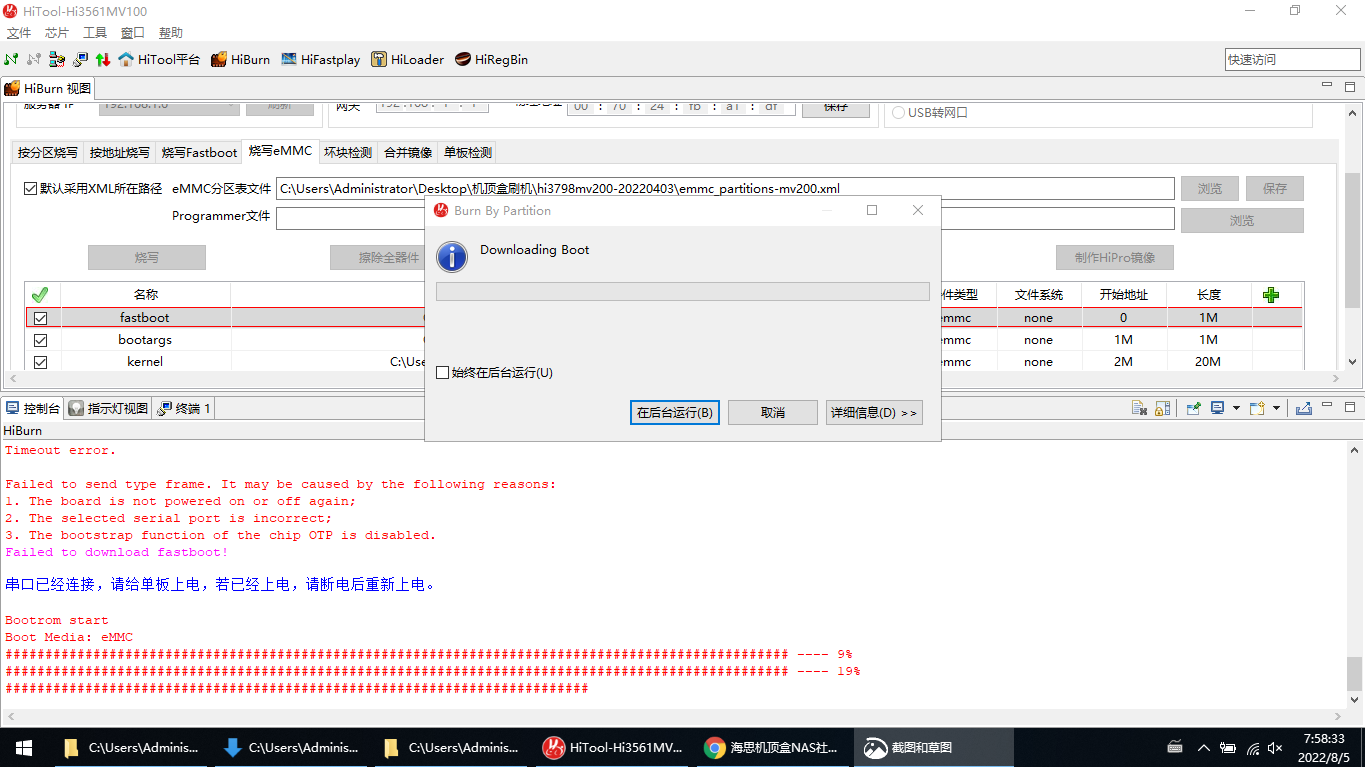 HiTool-Hi3561MV100
文件 芯片 工具 窗口 帮助
HiTool平台 HiBurn HiFastplay HiLoader HiRegBin 快速访问
HiBurn 视图
服务器 IP 192.168.1.6 刷新 网关 192 . 168 . 1 . 1 00 : 70 : 24 : fb : a1 : df 保存
USB转网口
按分区烧写 按地址烧写 烧写Fastboot 烧写eMMC 坏块检测 合并镜像 单板检测
默认采用XML所在路径 eMMC分区表文件 C:\Users\Administrator\Desktop\机顶盒刷机\hi3798mv200-20220403\emmc_partitions-mv200.xml 浏览 保存
Programmer文件 浏览
Burn By Partition
Downloading Boot
烧写 擦除全器件 制作HiPro镜像
名称 件类型 文件系统 开始地址 长度
fastboot emmc none 0 1M
bootargs emmc none 1M 1M
kernel C:\Use emmc none 2M 20M
始终在后台运行(U)
在后台运行(B) 取消 详细信息(D) >>
控制台 指示灯视图 终端 1
HiBurn
Timeout error.
Failed to send type frame. It may be caused by the following reasons:
1. The board is not powered on or off again;
2. The selected serial port is incorrect;
3. The bootstrap function of the chip OTP is disabled.
Failed to download fastboot!
串口已经连接，请给单板上电，若已经上电，请断电后重新上电。
Bootrom start
Boot Media: eMMC
################################################################################################## ---- 9%
################################################################################################## ---- 19%
#########################################################################
C:\Users\Adminis... C:\Users\Adminis... C:\Users\Adminis... HiTool-Hi3561MV... 海思机顶盒NAS社... 截图和草图
7:58:33
2022/8/5